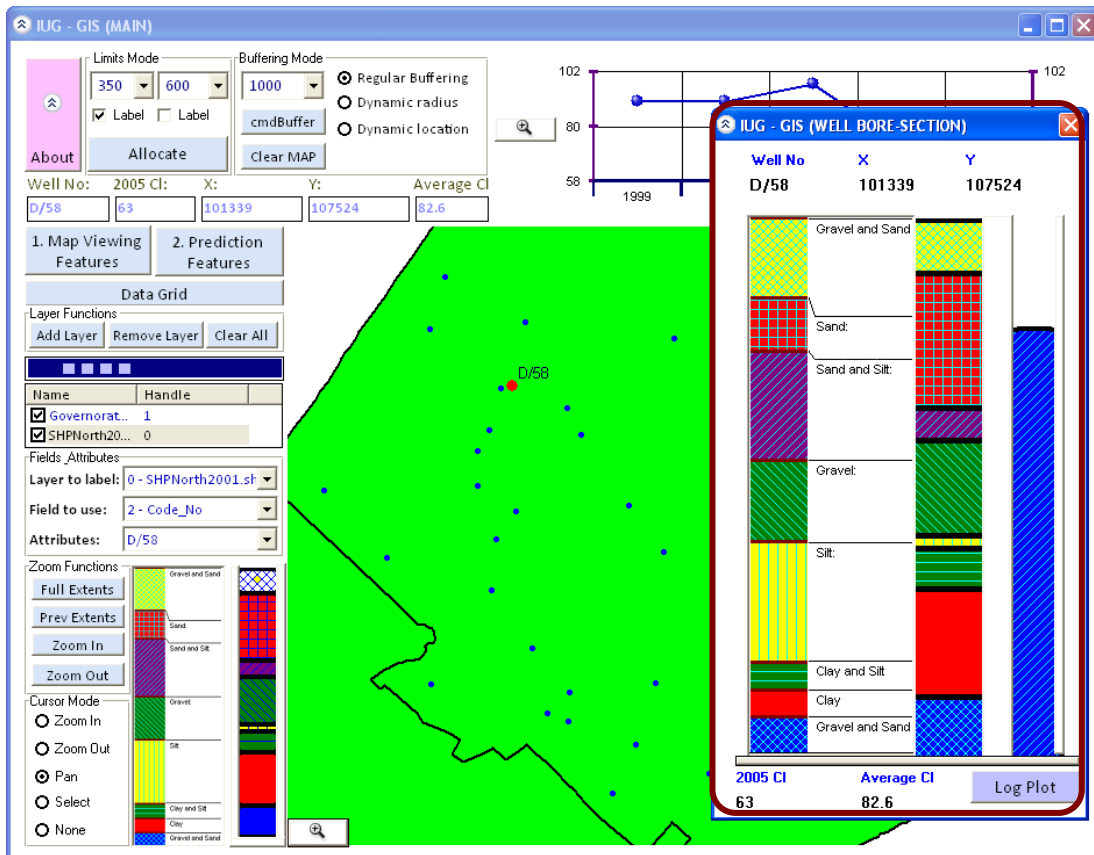 IUG - GIS (MAIN)
Limits Mode
Buffering Mode
350 600
1000
Label Label
cmdBuffer
About
Allocate
Clear MAP
Regular Buffering
Dynamic radius
Dynamic location
102 102
80
58
1999
Well No: 2005 Cl: X: Y: Average Cl
D/58 63 101339 107524 82.6
1. Map Viewing Features
2. Prediction Features
Data Grid
Layer Functions
Add Layer Remove Layer Clear All
Name Handle
Governorat... 1
SHPNorth20... 0
Fields_Attributes
Layer to label: 0 - SHPNorth2001.sh
Field to use: 2 - Code_No
Attributes: D/58
Zoom Functions
Full Extents
Prev Extents
Zoom In
Zoom Out
Cursor Mode
Zoom In
Zoom Out
Pan
Select
None
Gravel and Sand
Sand:
Sand and Silt:
Gravel:
Silt:
Clay and Silt
Clay
Gravel and Sand
D/58
IUG - GIS (WELL BORE-SECTION)
Well No X Y
D/58 101339 107524
Gravel and Sand
Sand:
Sand and Silt:
Gravel:
Silt:
Clay and Silt
Clay
Gravel and Sand
2005 Cl Average Cl
63 82.6
Log Plot